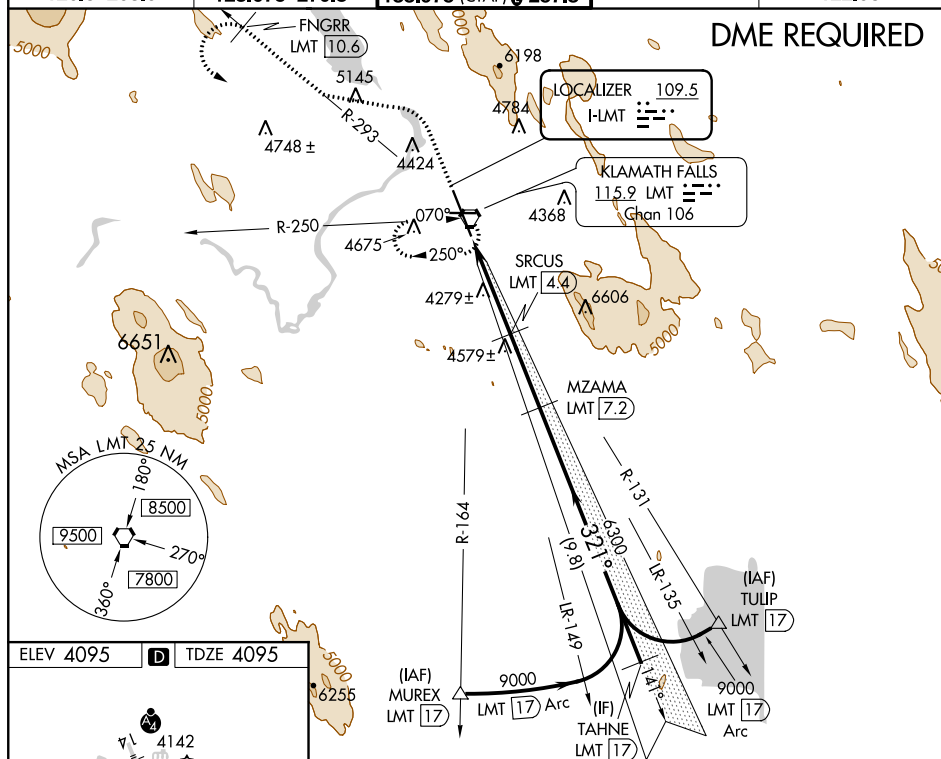 DME REQUIRED
FNGRR
LMT 10.6
5000
5145
6198
4784
LOCALIZER 109.5
I-LMT
R-293
4748 ±
4424
KLAMATH FALLS
115.9 LMT
Chan 106
4368
070°
R-250
4675
250°
SRCUS
LMT 4.4
4279±
6606
5000
4579±
6651
5000
MZAMA
LMT 7.2
MSA LMT 25 NM
180°
8500
9500
270°
7800
360°
R-164
R-131
321°
6300
(9.8)
LR-135
LR-149
(IAF)
TULIP
LMT 17
9000
LMT 17
Arc
141°
(IAF)
MUREX
LMT 17
9000
LMT 17 Arc
(IF)
TAHNE
LMT 17
5000
6255
ELEV 4095 D TDZE 4095
A4
14
4142